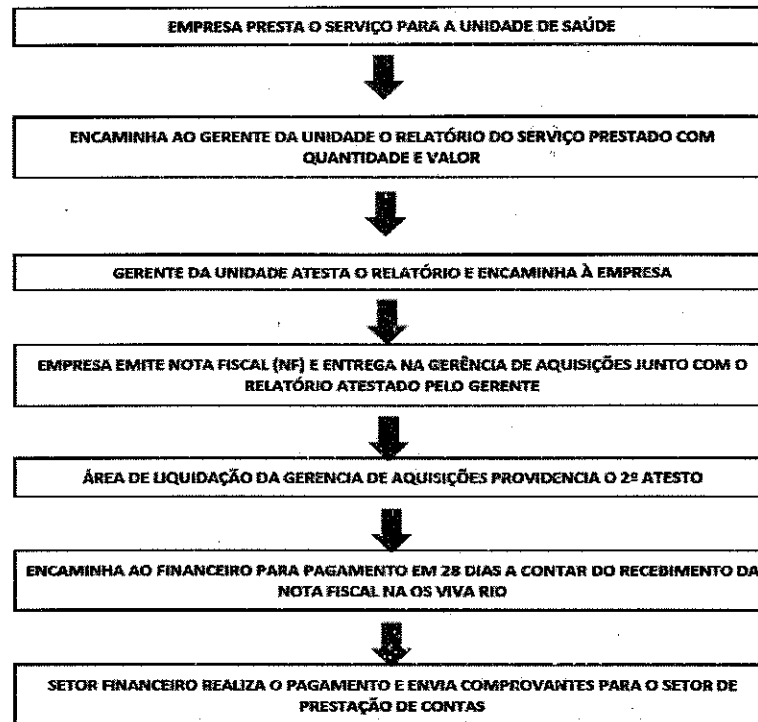 EMPRESA PRESTA O SERVIÇO PARA A UNIDADE DE SAÚDE
ENCAMINHA AO GERENTE DA UNIDADE O RELATÓRIO DO SERVIÇO PRESTADO COM
QUANTIDADE E VALOR
GERENTE DA UNIDADE ATESTA O RELATÓRIO E ENCAMINHA À EMPRESA
EMPRESA EMITE NOTA FISCAL (NF) E ENTREGA NA GERÊNCIA DE AQUISIÇÕES JUNTO COM O
RELATÓRIO ATESTADO PELO GERENTE
ÁREA DE LIQUIDAÇÃO DA GERENCIA DE AQUISIÇÕES PROVIDENCIA O 2º ATESTO
ENCAMINHA AO FINANCEIRO PARA PAGAMENTO EM 28 DIAS A CONTAR DO RECEBIMENTO DA
NOTA FISCAL NA OS VIVA RIO
SETOR FINANCEIRO REALIZA O PAGAMENTO E ENVIA COMPROVANTES PARA O SETOR DE
PRESTAÇÃO DE CONTAS